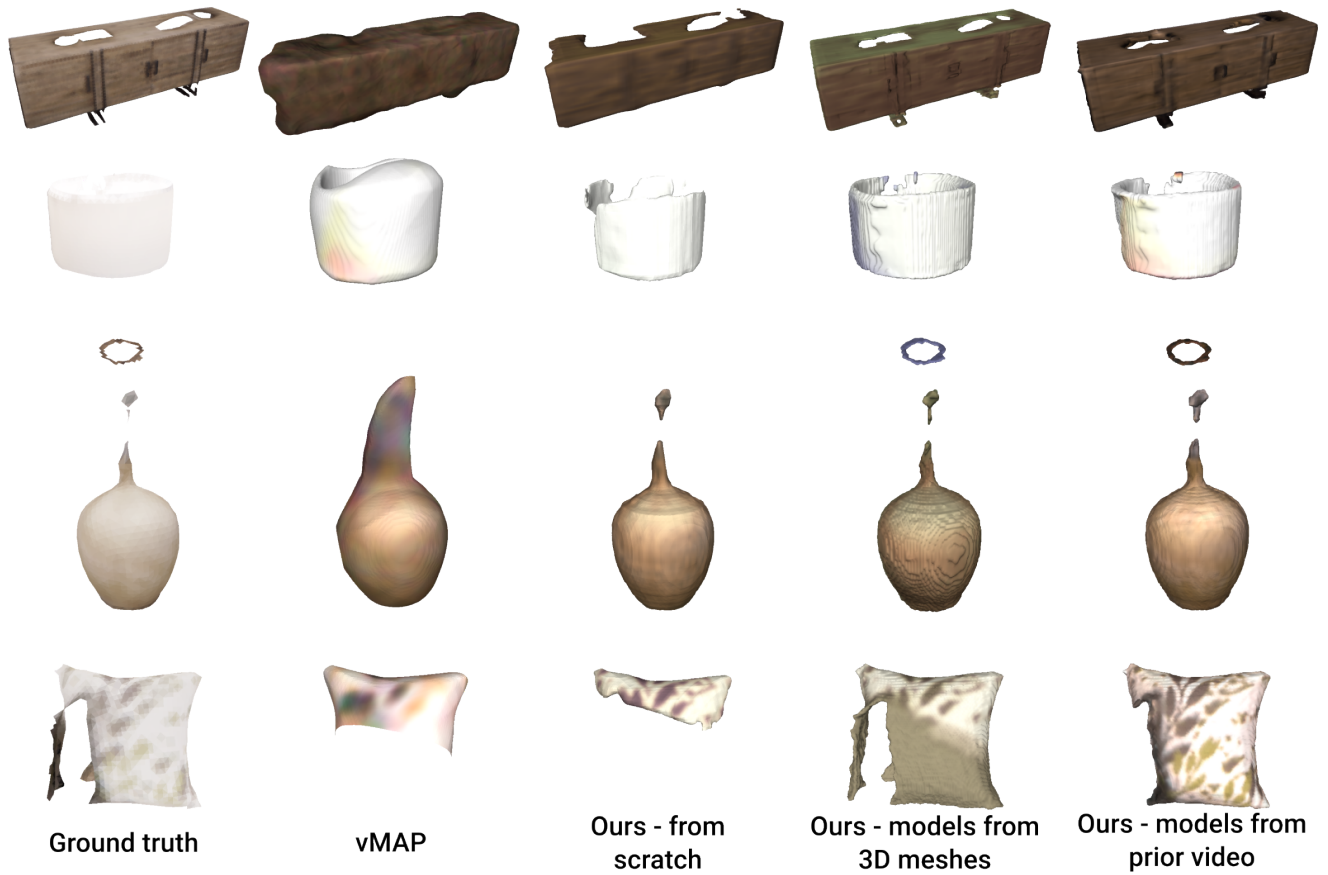 Ground truth
vMAP
Ours - from
scratch
Ours - models from
3D meshes
Ours - models from
prior video